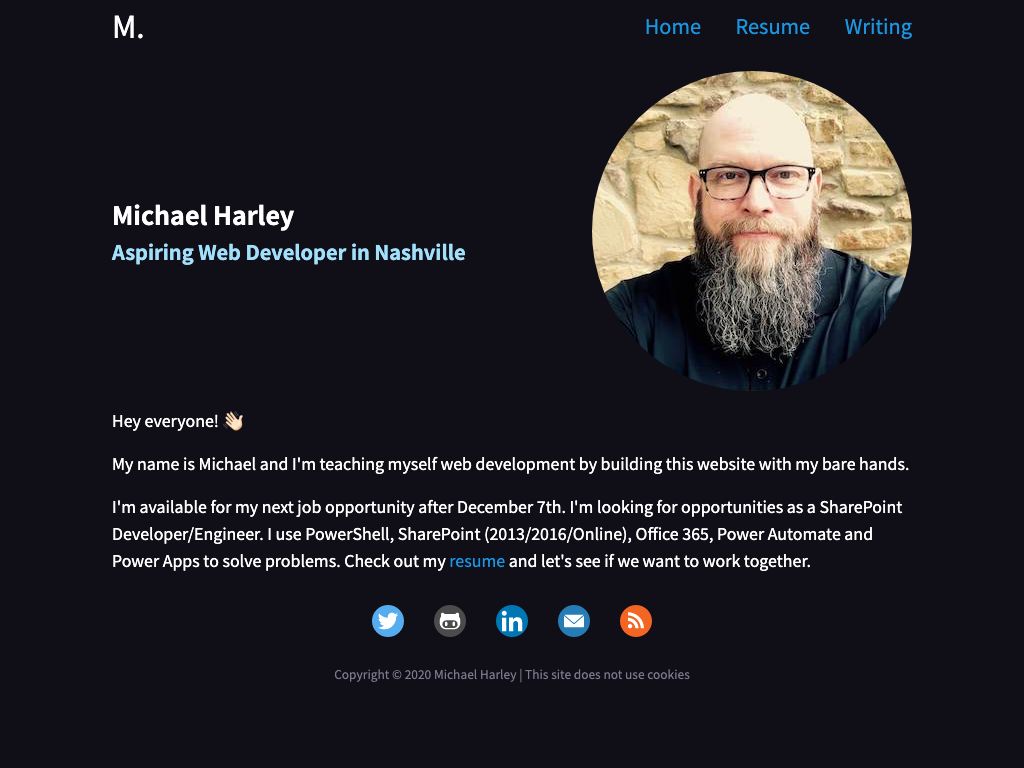 M.
Home Resume Writing
Michael Harley
Aspiring Web Developer in Nashville
Hey everyone! 👋🏻
My name is Michael and I'm teaching myself web development by building this website with my bare hands.
I'm available for my next job opportunity after December 7th. I'm looking for opportunities as a SharePoint
Developer/Engineer. I use PowerShell, SharePoint (2013/2016/Online), Office 365, Power Automate and
Power Apps to solve problems. Check out my resume and let's see if we want to work together.
in
Copyright © 2020 Michael Harley | This site does not use cookies